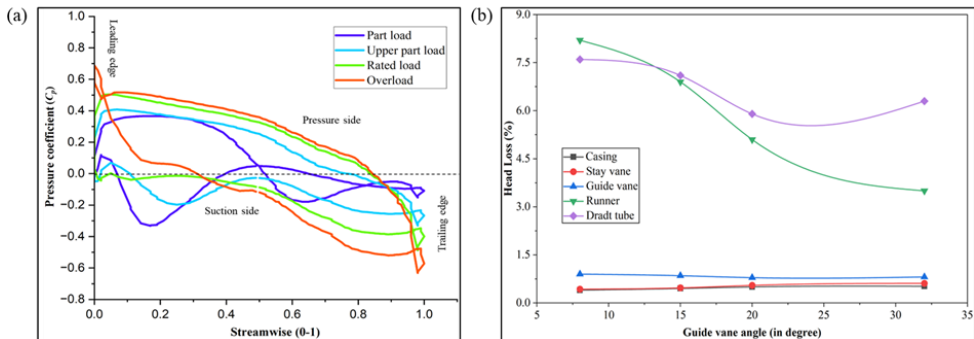 (a)
1.0
0.8
0.6
0.4
0.2
0.0
−0.2
−0.4
−0.6
−0.8
Pressure coefficient (Cp)
Leading edge
Part load
Upper part load
Rated load
Overload
Pressure side
Suction side
Trailing edge
0.0 0.2 0.4 0.6 0.8 1.0
Streamwise (0-1)
(b)
9.0
7.5
6.0
4.5
3.0
1.5
0.0
Head Loss (%)
Casing
Stay vane
Guide vane
Runner
Dradt tube
5 10 15 20 25 30 35
Guide vane angle (in degree)